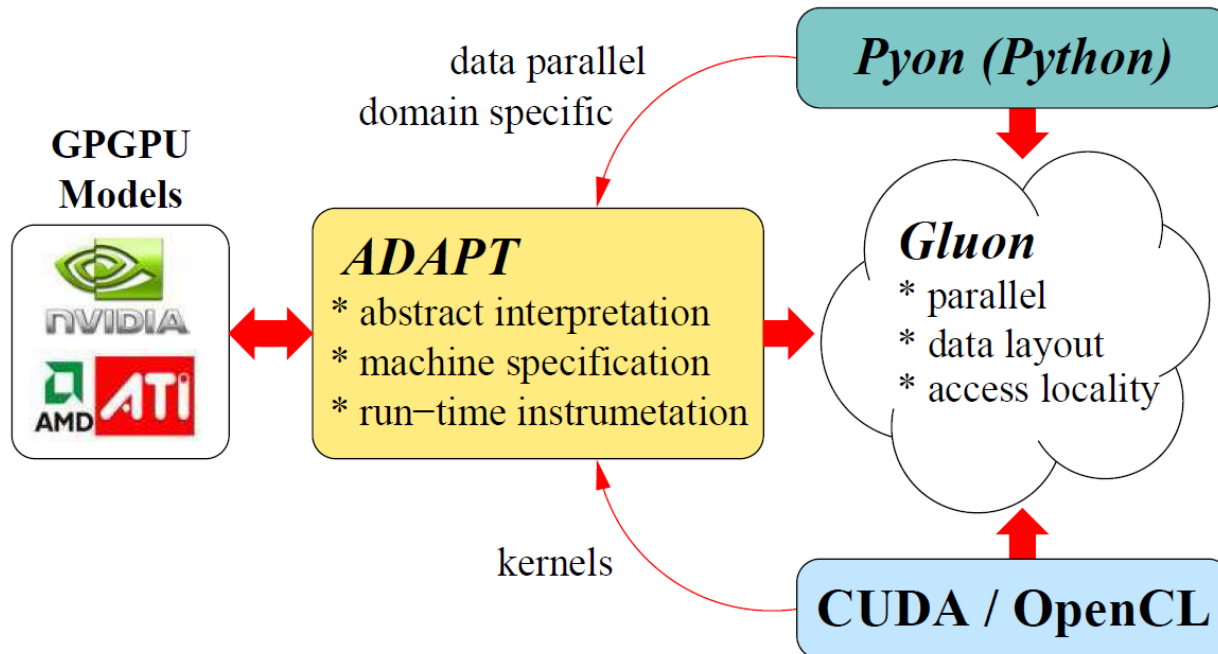 data parallel
domain specific
Pyon (Python)
GPGPU
Models
nVIDIA
AMD ATI
ADAPT
* abstract interpretation
* machine specification
* run−time instrumetation
Gluon
* parallel
* data layout
* access locality
kernels
CUDA / OpenCL